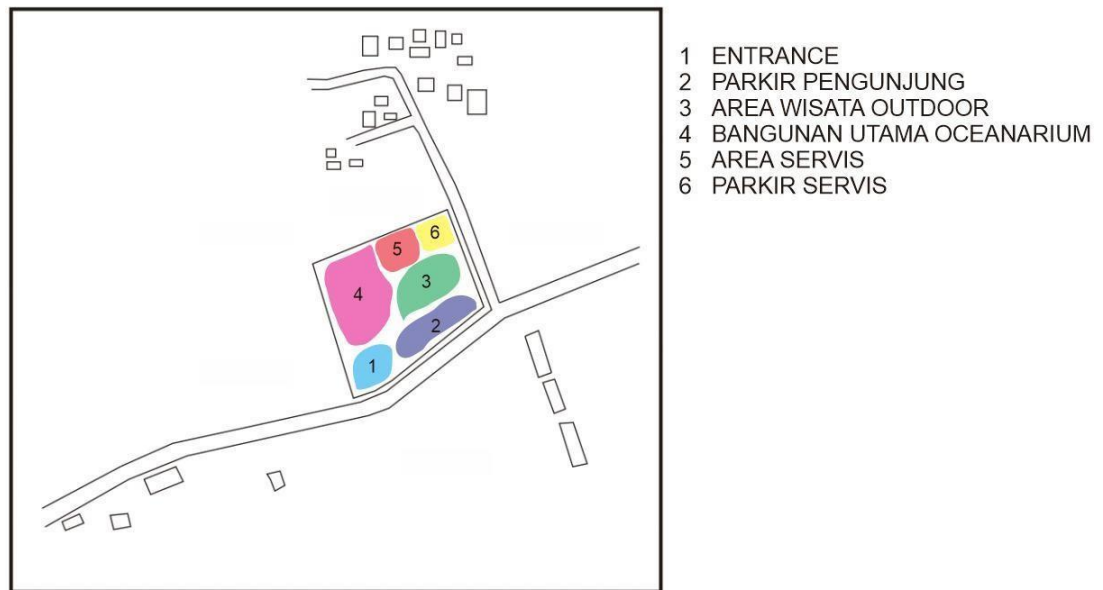 6
5
3
4
2
1
1 ENTRANCE
2 PARKIR PENGUNJUNG
3 AREA WISATA OUTDOOR
4 BANGUNAN UTAMA OCEANARIUM
5 AREA SERVIS
6 PARKIR SERVIS